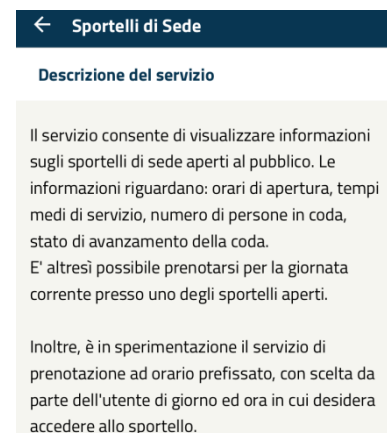 ← Sportelli di Sede
Descrizione del servizio
Il servizio consente di visualizzare informazioni
sugli sportelli di sede aperti al pubblico. Le
informazioni riguardano: orari di apertura, tempi
medi di servizio, numero di persone in coda,
stato di avanzamento della coda.
E' altresì possibile prenotarsi per la giornata
corrente presso uno degli sportelli aperti.
Inoltre, è in sperimentazione il servizio di
prenotazione ad orario prefissato, con scelta da
parte dell'utente di giorno ed ora in cui desidera
accedere allo sportello.